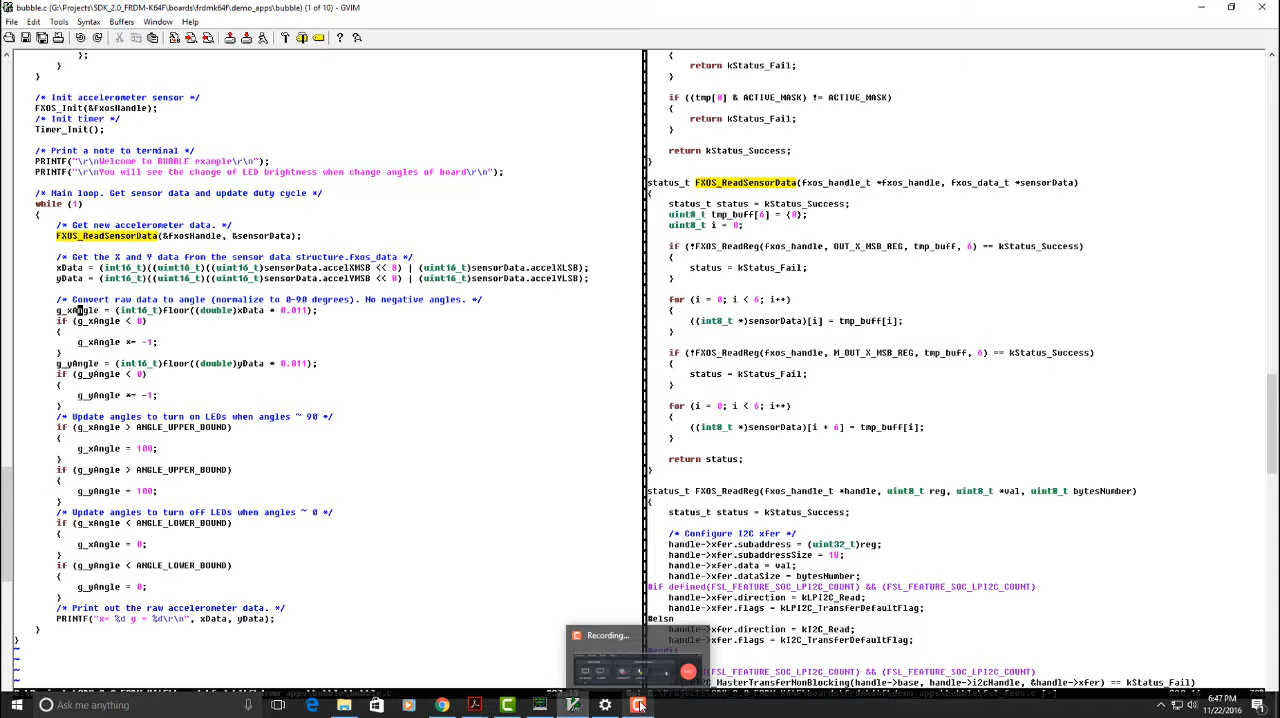 bubble.c (G:\Projects\SDK_2.0_FRDM-K64F\boards\frdmk64f\demo_apps\bubble) (1 of 10) - GVIM
File Edit Tools Syntax Buffers Window Help
};
}
}
/* Init accelerometer sensor */
FXOS_Init(&fxosHandle);
/* Init timer */
Timer_Init();
/* Print a note to terminal */
PRINTF("\r\nWelcome to BUBBLE example\r\n");
PRINTF("\r\nYou will see the change of LED brightness when change angles of board\r\n");
/* Main loop. Get sensor data and update duty cycle */
while (1)
{
/* Get new accelerometer data. */
FXOS_ReadSensorData(&fxosHandle, &sensorData);
/* Get the X and Y data from the sensor data structure.fxos_data */
xData = (int16_t)((uint16_t)((uint16_t)sensorData.accelXMSB << 8) | (uint16_t)sensorData.accelXLSB);
yData = (int16_t)((uint16_t)((uint16_t)sensorData.accelYMSB << 8) | (uint16_t)sensorData.accelYLSB);
/* Convert raw data to angle (normalize to 0-90 degrees). No negative angles. */
g_xAngle = (int16_t)floor((double)xData * 0.011);
if (g_xAngle < 0)
{
g_xAngle *= -1;
}
g_yAngle = (int16_t)floor((double)yData * 0.011);
if (g_yAngle < 0)
{
g_yAngle *= -1;
}
/* Update angles to turn on LEDs when angles ~ 90 */
if (g_xAngle > ANGLE_UPPER_BOUND)
{
g_xAngle = 100;
}
if (g_yAngle > ANGLE_UPPER_BOUND)
{
g_yAngle = 100;
}
/* Update angles to turn off LEDs when angles ~ 0 */
if (g_xAngle < ANGLE_LOWER_BOUND)
{
g_xAngle = 0;
}
if (g_yAngle < ANGLE_LOWER_BOUND)
{
g_yAngle = 0;
}
/* Print out the raw accelerometer data. */
PRINTF("x= %d y = %d\r\n", xData, yData);
}
}
~
~
~
~
{
return kStatus_Fail;
}
if ((tmp[0] & ACTIVE_MASK) != ACTIVE_MASK)
{
return kStatus_Fail;
}
return kStatus_Success;
}
status_t FXOS_ReadSensorData(fxos_handle_t *fxos_handle, fxos_data_t *sensorData)
{
status_t status = kStatus_Success;
uint8_t tmp_buff[6] = {0};
uint8_t i = 0;
if (!FXOS_ReadReg(fxos_handle, OUT_X_MSB_REG, tmp_buff, 6) == kStatus_Success)
{
status = kStatus_Fail;
}
for (i = 0; i < 6; i++)
{
((int8_t *)sensorData)[i] = tmp_buff[i];
}
if (!FXOS_ReadReg(fxos_handle, M_OUT_X_MSB_REG, tmp_buff, 6) == kStatus_Success)
{
status = kStatus_Fail;
}
for (i = 0; i < 6; i++)
{
((int8_t *)sensorData)[i + 6] = tmp_buff[i];
}
return status;
}
status_t FXOS_ReadReg(fxos_handle_t *handle, uint8_t reg, uint8_t *val, uint8_t bytesNumber)
{
status_t status = kStatus_Success;
/* Configure I2C xfer */
handle->xfer.subaddress = (uint32_t)reg;
handle->xfer.subaddressSize = 1U;
handle->xfer.data = val;
handle->xfer.dataSize = bytesNumber;
#if defined(FSL_FEATURE_SOC_LPI2C_COUNT) && (FSL_FEATURE_SOC_LPI2C_COUNT)
handle->xfer.direction = kLPI2C_Read;
handle->xfer.flags = kLPI2C_TransferDefaultFlag;
#else
handle->xfer.direction = kI2C_Read;
handle->xfer.flags = kI2C_TransferDefaultFlag;
#endif
(FSL_FEATURE_SOC_LPI2C_COUNT) && (FSL_FEATURE_SOC_LPI2C_COUNT)
Recording...
Ask me anything
6:47 PM
11/22/2016